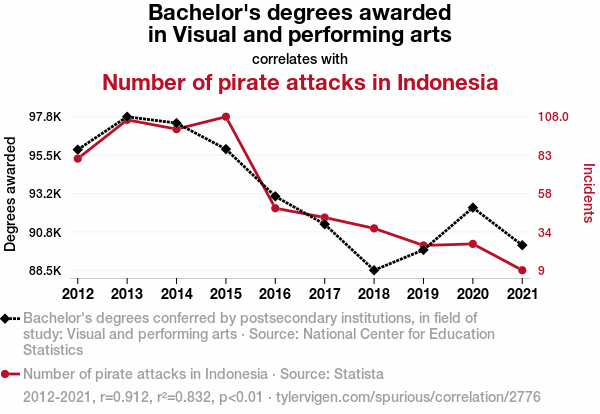 Bachelor's degrees awarded
in Visual and performing arts
correlates with
Number of pirate attacks in Indonesia
97.8K
95.5K
93.2K
90.8K
88.5K
Degrees awarded
108.0
83
58
34
9
Incidents
2012 2013 2014 2015 2016 2017 2018 2019 2020 2021
Bachelor's degrees conferred by postsecondary institutions, in field of
study: Visual and performing arts · Source: National Center for Education
Statistics
Number of pirate attacks in Indonesia · Source: Statista
2012-2021, r=0.912, r²=0.832, p<0.01 · tylervigen.com/spurious/correlation/2776